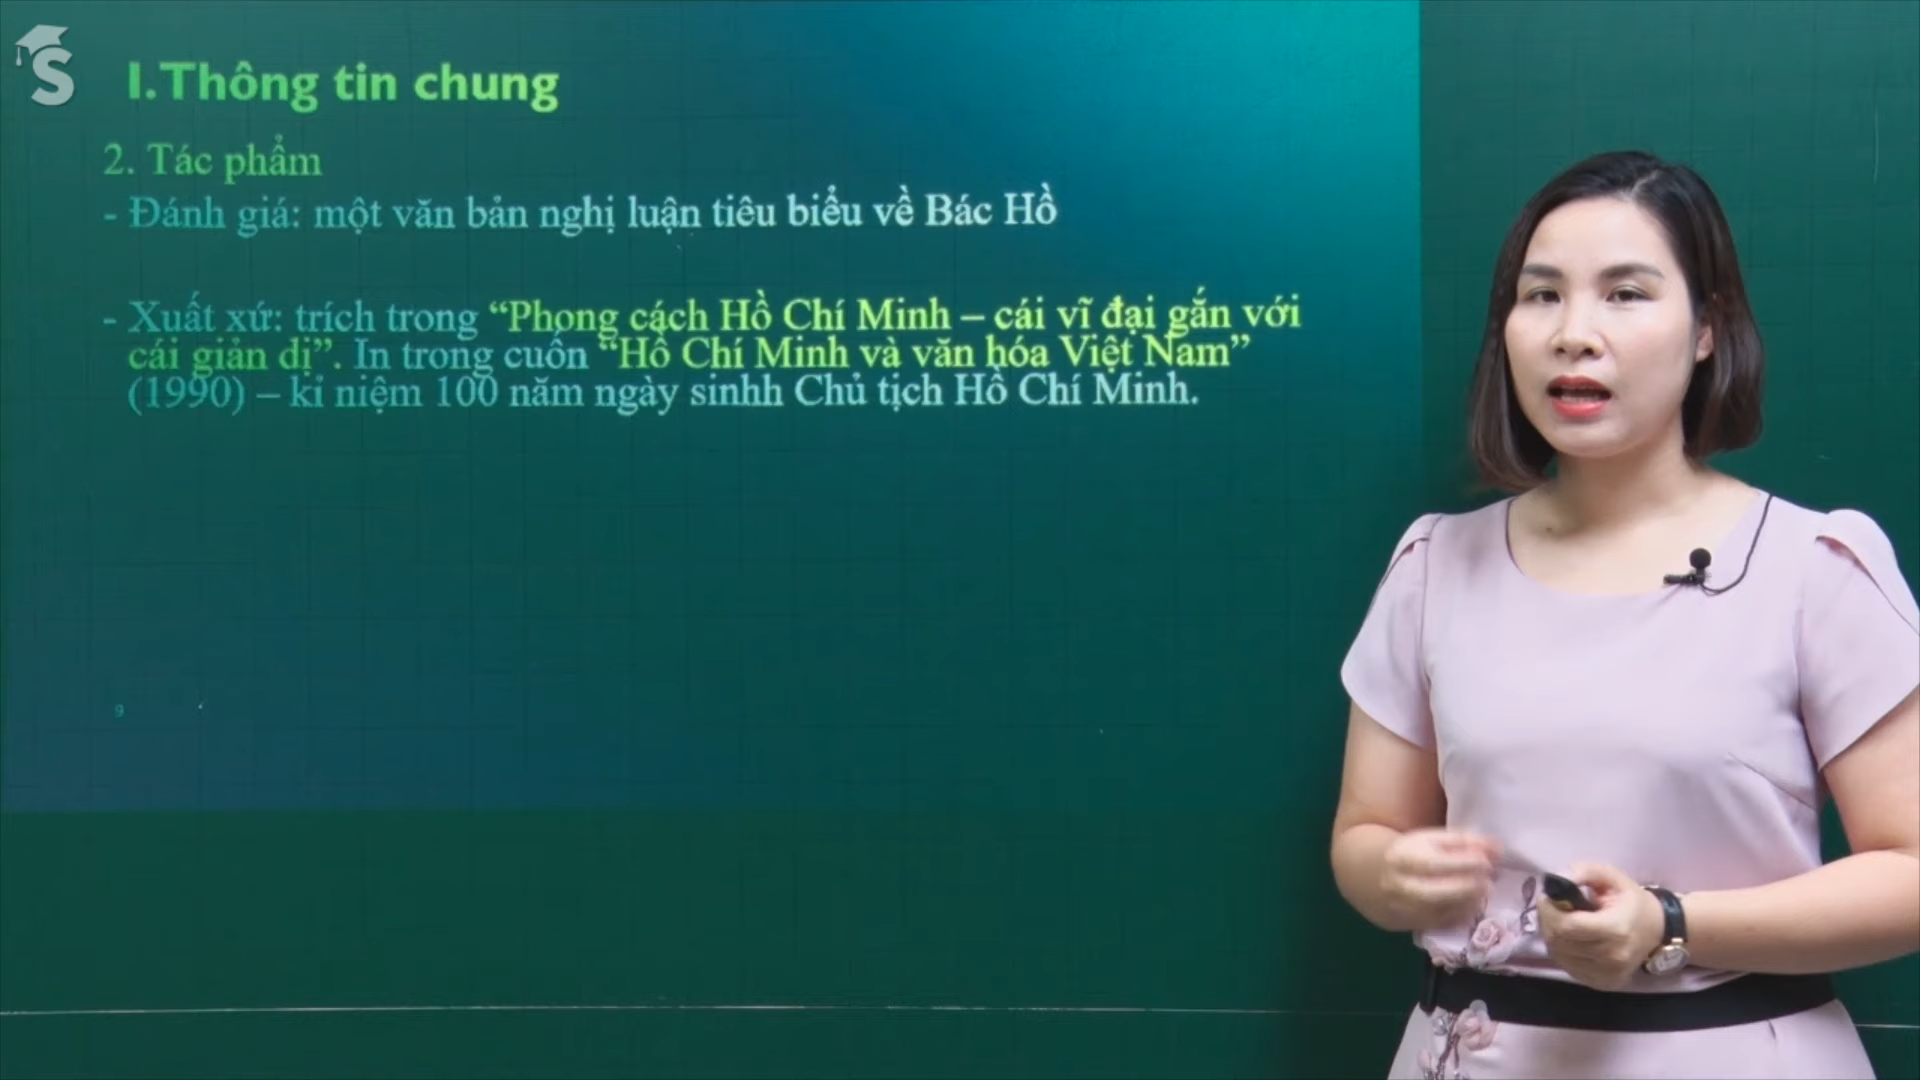 S
I.Thông tin chung
2. Tác phẩm
- Đánh giá: một văn bản nghị luận tiêu biểu về Bác Hồ
- Xuất xứ: trích trong “Phong cách Hồ Chí Minh – cái vĩ đại gắn với
cái giản dị”. In trong cuốn “Hồ Chí Minh và văn hóa Việt Nam”
(1990) – kỉ niệm 100 năm ngày sinhh Chủ tịch Hồ Chí Minh.
9